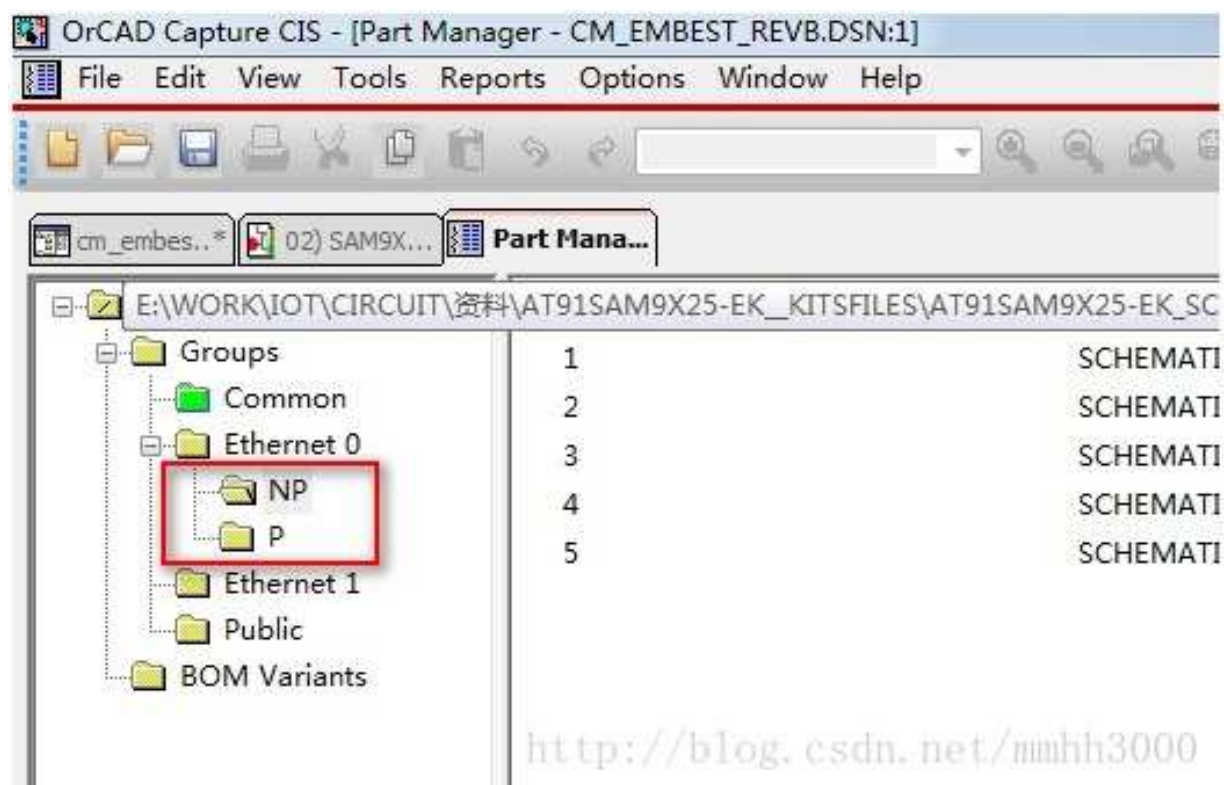 OrCAD Capture CIS - [Part Manager - CM_EMBEST_REVB.DSN:1]
File Edit View Tools Reports Options Window Help
cm_embes..* 02) SAM9X... Part Mana...
E:\WORK\IOT\CIRCUIT\资料\AT91SAM9X25-EK__KITSFILES\AT91SAM9X25-EK_SC
Groups
1 SCHEMATI
Common
2 SCHEMATI
Ethernet 0
3 SCHEMATI
NP
4 SCHEMATI
P
5 SCHEMATI
Ethernet 1
Public
BOM Variants
http://blog.csdn.net/mmhh3000